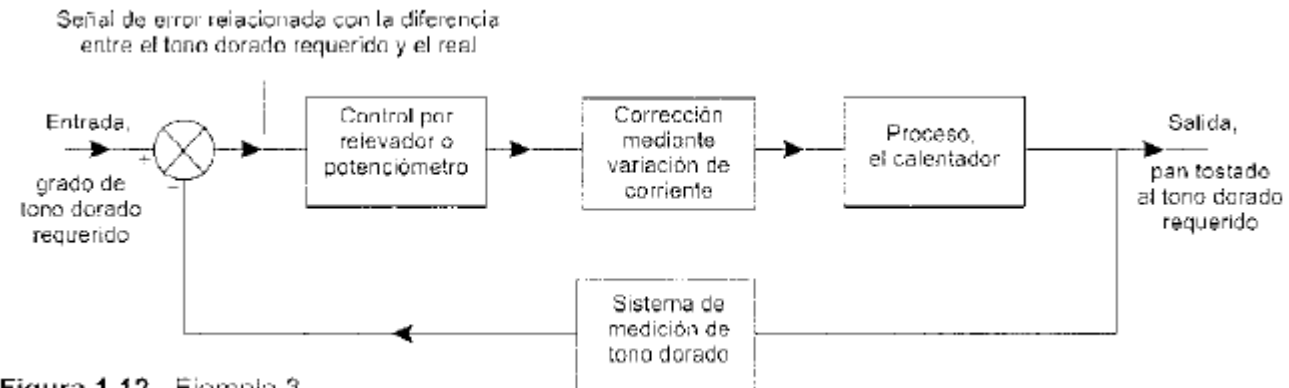 Señal de error relacionada con la diferencia
entre el tono dorado requerido y el real
Entrada,
grado de
tono dorado
requerido
+
−
Control por
relevador o
potenciómetro
Corrección
mediante
variación de
corriente
Proceso,
el calentador
Salida,
pan tostado
al tono dorado
requerido
Sistema de
medición de
tono dorado
Figura 1.12 Ejemplo 3